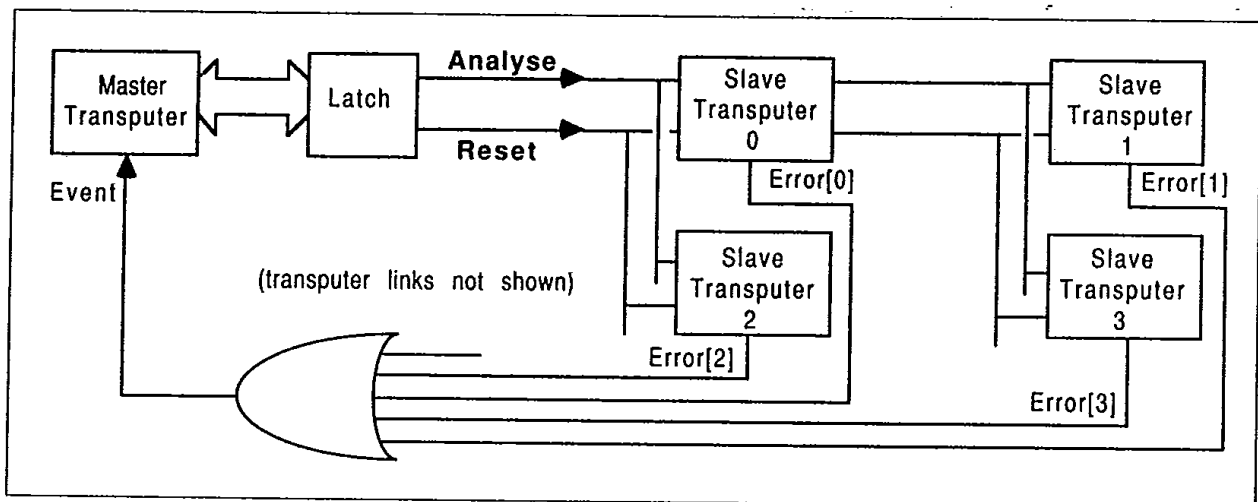 Master
Transputer
Latch
Analyse
Reset
Slave
Transputer
0
Slave
Transputer
1
Event
Error[0]
Error[1]
(transputer links not shown)
Slave
Transputer
2
Slave
Transputer
3
Error[2]
Error[3]